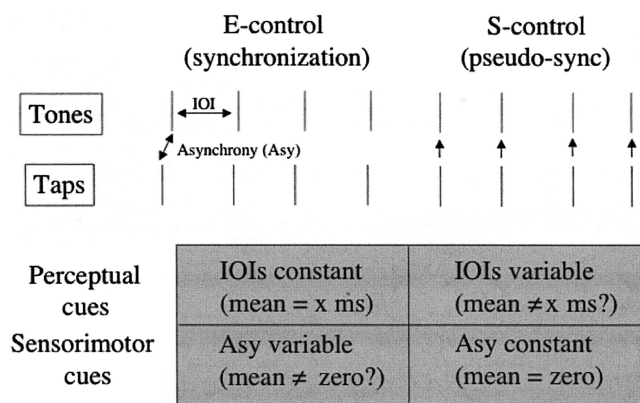 E-control
(synchronization)
S-control
(pseudo-sync)
Tones
IOI
Asynchrony (Asy)
Taps
Perceptual
cues
IOIs constant
(mean = x ms)
IOIs variable
(mean ≠x ms?)
Sensorimotor
cues
Asy variable
(mean ≠ zero?)
Asy constant
(mean = zero)